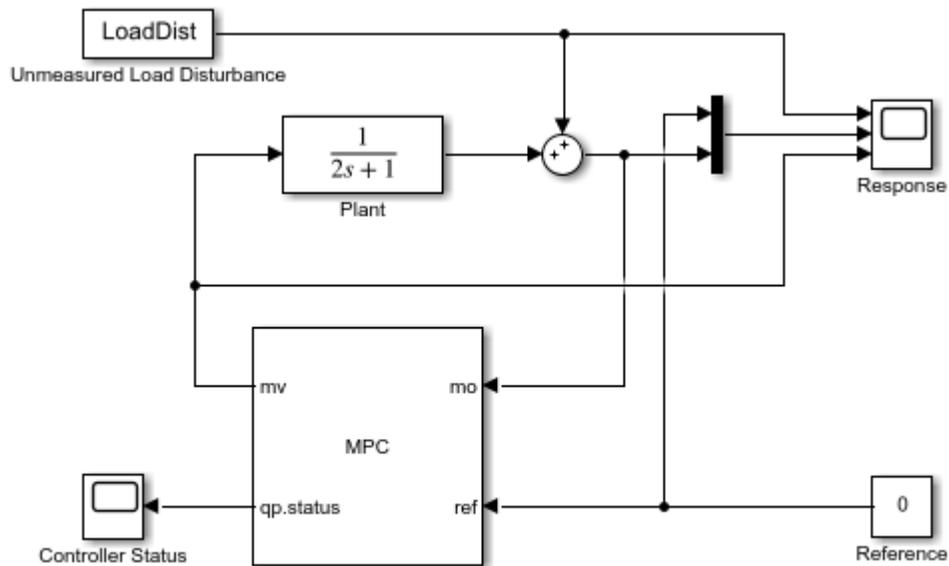 LoadDist
Unmeasured Load Disturbance
1
2s + 1
Plant
+ +
Response
mv
mo
MPC
qp.status
ref
0
Controller Status
Reference